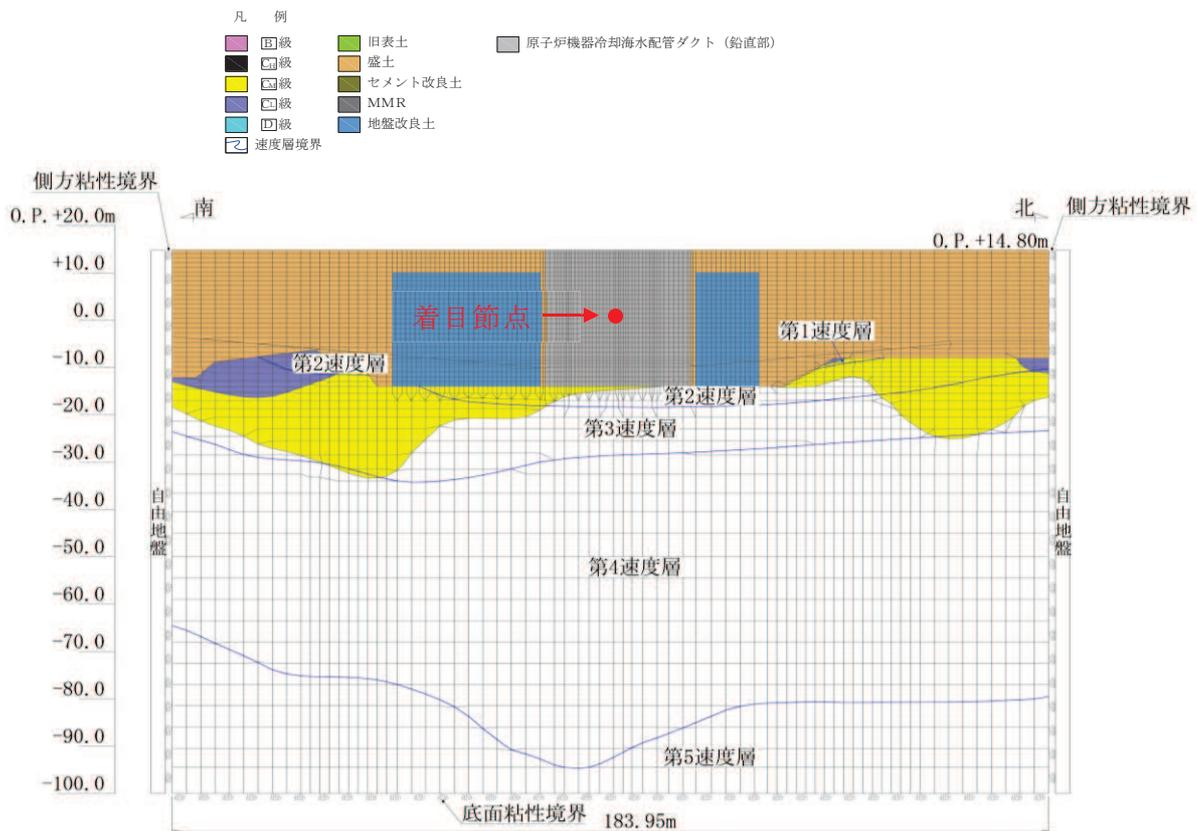 凡 例
B級 旧表土 原子炉機器冷却海水配管ダクト（鉛直部）
CH級 盛土
CM級 セメント改良土
CL級 MMR
D級 地盤改良土
速度層境界
側方粘性境界
南
北
側方粘性境界
O.P.+20.0m
O.P.+14.80m
+10.0
0.0
着目節点
第1速度層
-10.0
第2速度層
第2速度層
-20.0
第3速度層
-30.0
-40.0
自由地盤
自由地盤
-50.0
第4速度層
-60.0
-70.0
-80.0
-90.0
第5速度層
-100.0
底面粘性境界
183.95m